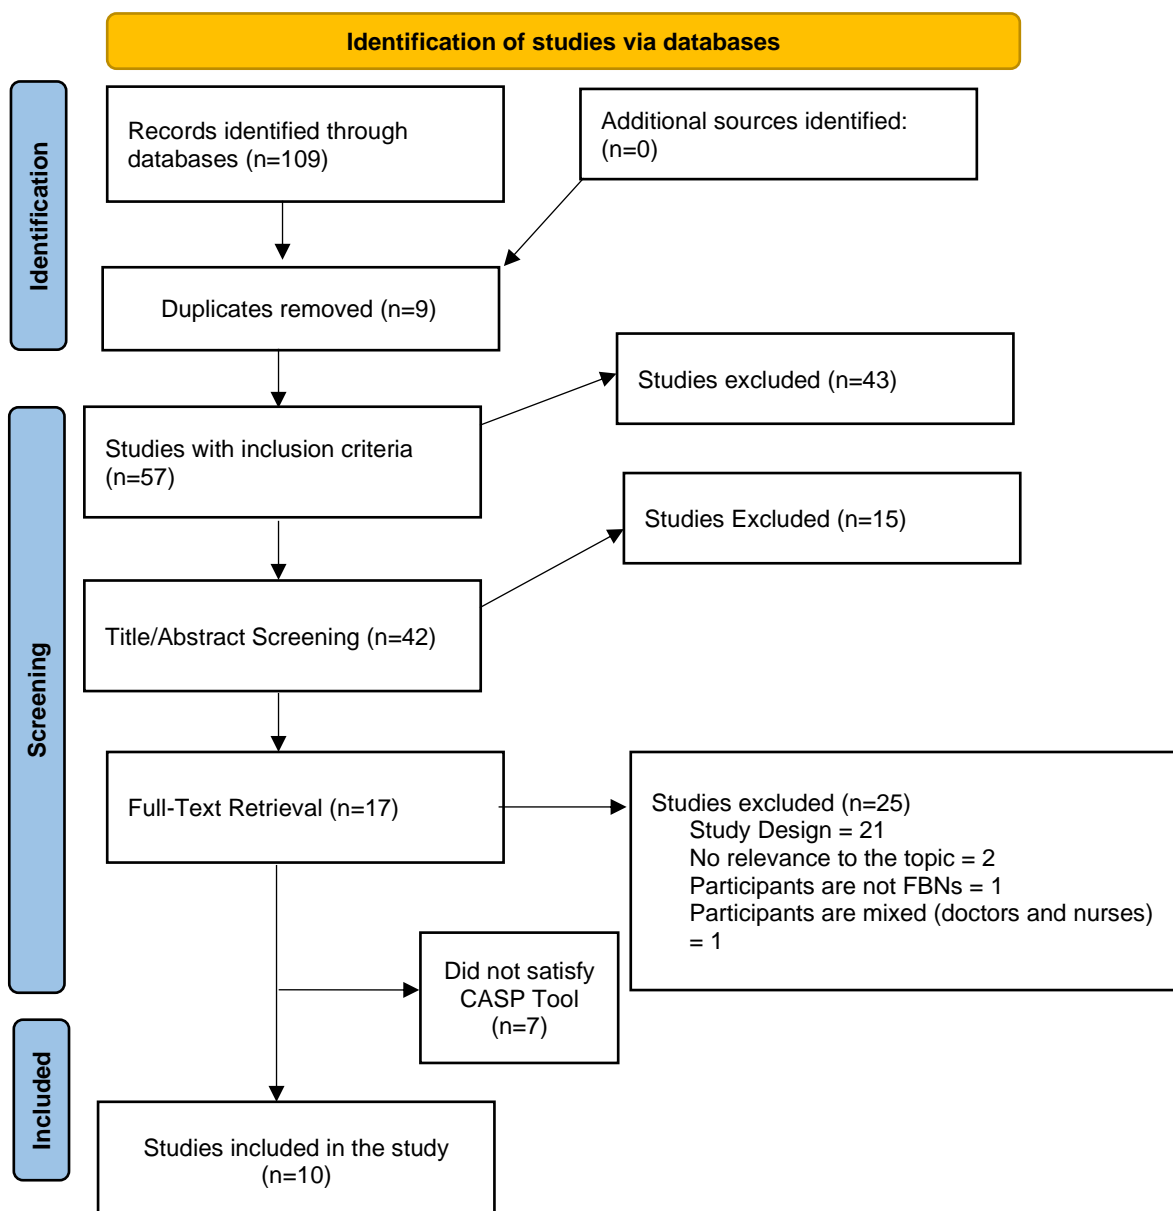 Identification of studies via databases
Identification
Records identified through
databases (n=109)
Additional sources identified:
(n=0)
Duplicates removed (n=9)
Screening
Studies with inclusion criteria
(n=57)
Studies excluded (n=43)
Title/Abstract Screening (n=42)
Studies Excluded (n=15)
Full-Text Retrieval (n=17)
Studies excluded (n=25)
Study Design = 21
No relevance to the topic = 2
Participants are not FBNs = 1
Participants are mixed (doctors and nurses)
= 1
Did not satisfy
CASP Tool
(n=7)
Included
Studies included in the study
(n=10)